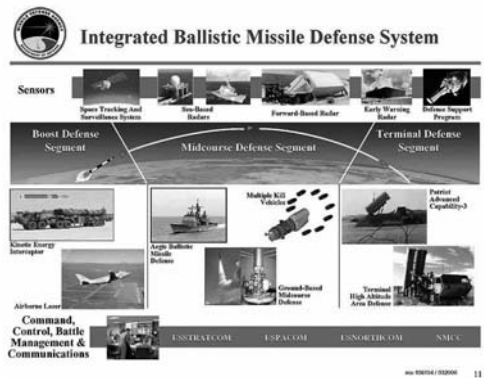 Integrated Ballistic Missile Defense System
Sensors
Space Tracking And
Surveillance System
Sea-Based
Radars
Forward-Based Radar
Early Warning
Radar
Defense Support
Program
Boost Defense
Segment
Midcourse Defense Segment
Terminal Defense
Segment
Kinetic Energy
Interceptor
Airborne Laser
Aegis Ballistic
Missile
Defense
Multiple Kill
Vehicles
Ground-Based
Midcourse
Defense
Patriot
Advanced
Capability-3
Terminal
High Altitude
Area Defense
Command,
Control, Battle
Management &
Communications
USSTRATCOM
USPACOM
USNORTHCOM
NMCC
11